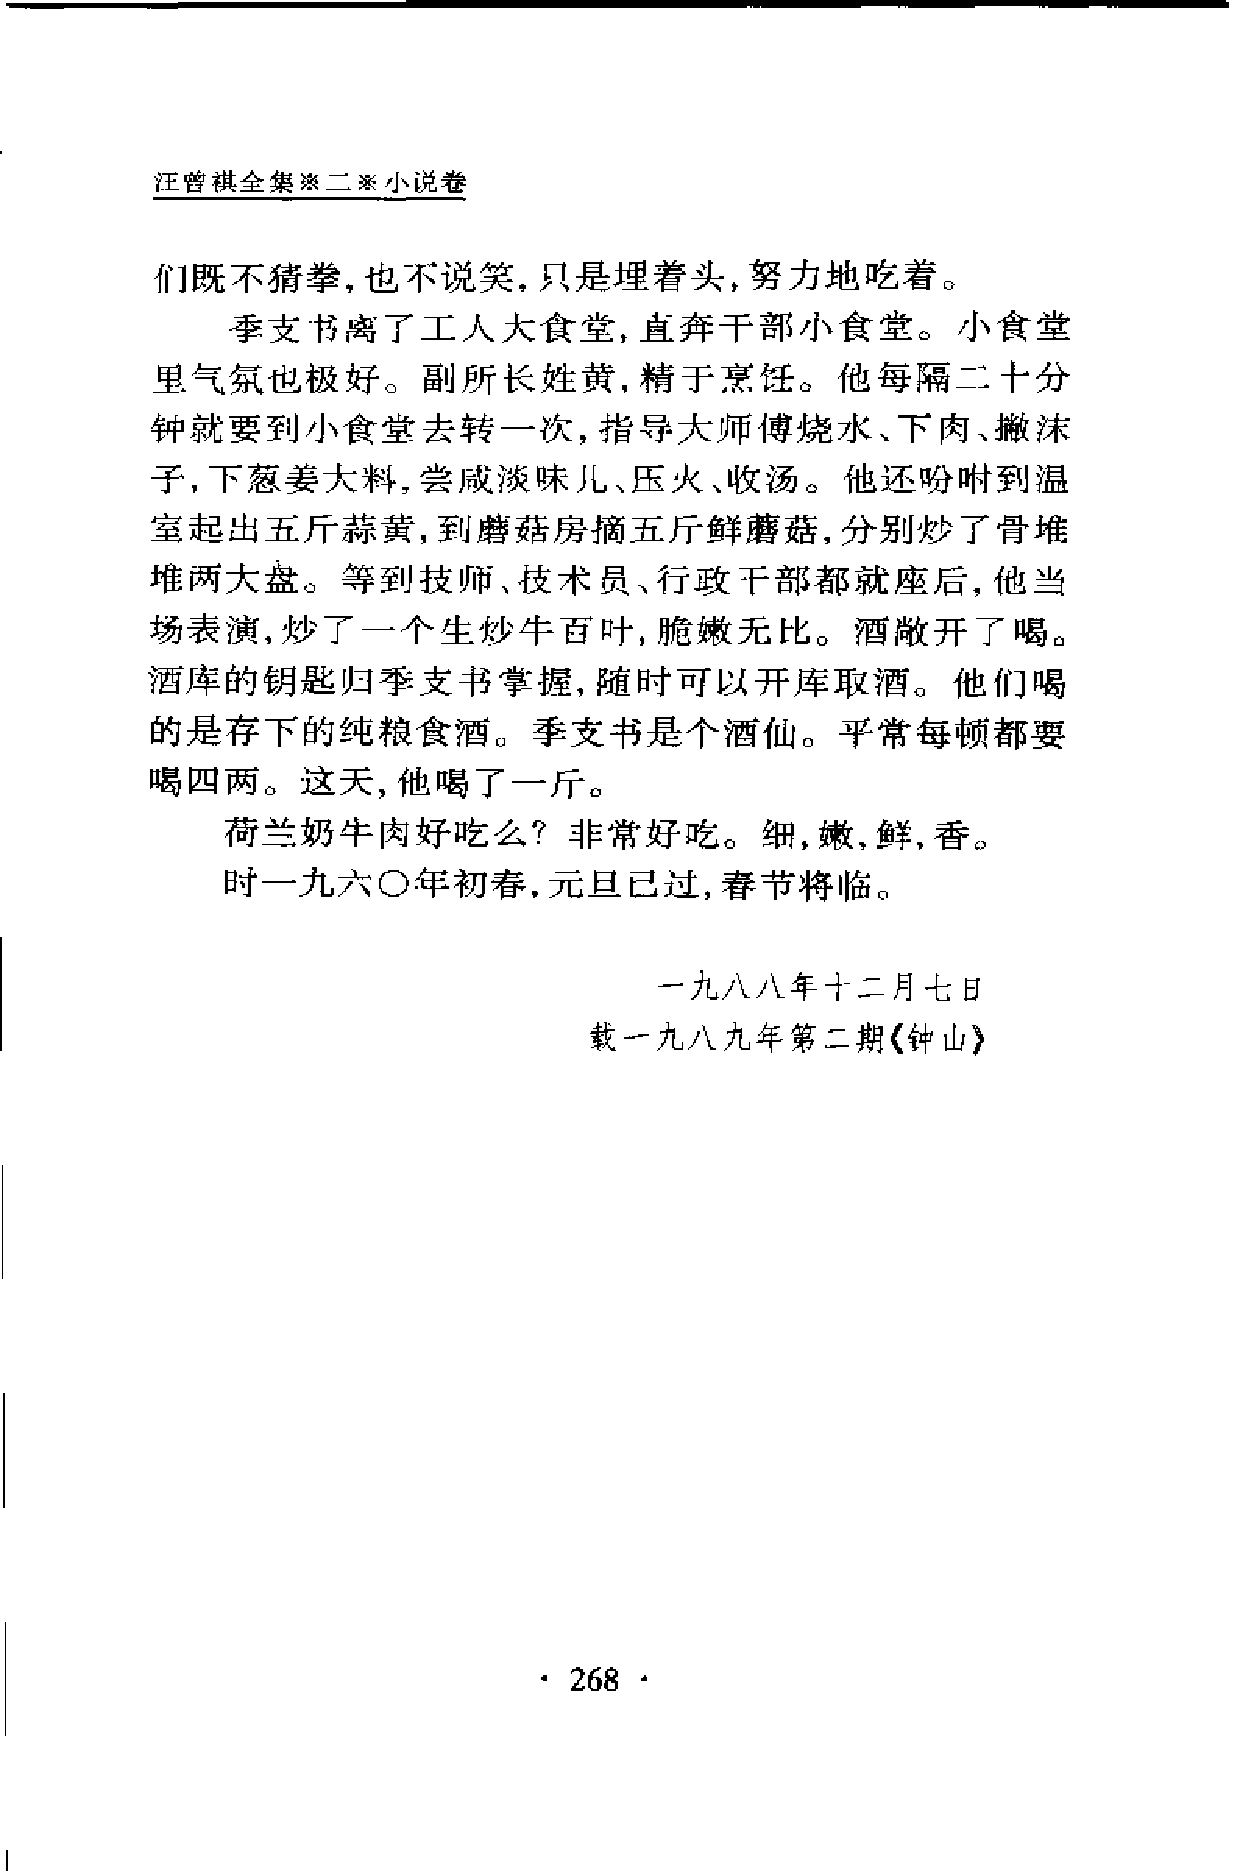 汪曾祺全集※二※小说卷
们既不猜拳,也不说笑,只是埋着头,努力地吃着。
季支书离了工人大食堂,直奔干部小食堂。小食堂
里气氛也极好。副所长姓黄,精于烹饪。他每隔二十分
钟就要到小食堂去转一次,指导大师傅烧水、下肉、撇沫
子,下葱姜大料,尝咸淡味儿、压火、收汤。他还吩咐到温
室起出五斤蒜黄,到蘑菇房摘五斤鲜蘑菇,分别炒了骨堆
堆两大盘。等到技师、技术员、行政干部都就座后,他当
场表演,炒了一个生炒牛百叶,脆嫩无比。酒敞开了喝。
酒库的钥匙归季支书掌握,随时可以开库取酒。他们喝
的是存下的纯粮食酒。季支书是个酒仙。平常每顿都要
喝四两。这天,他喝了一斤。
荷兰奶牛肉好吃么?非常好吃。细,嫩,鲜,香。
时一九六〇年初春,元旦已过,春节将临。
一九八八年十二月七日
载一九八九年第二期《钟山》
· 268 ·